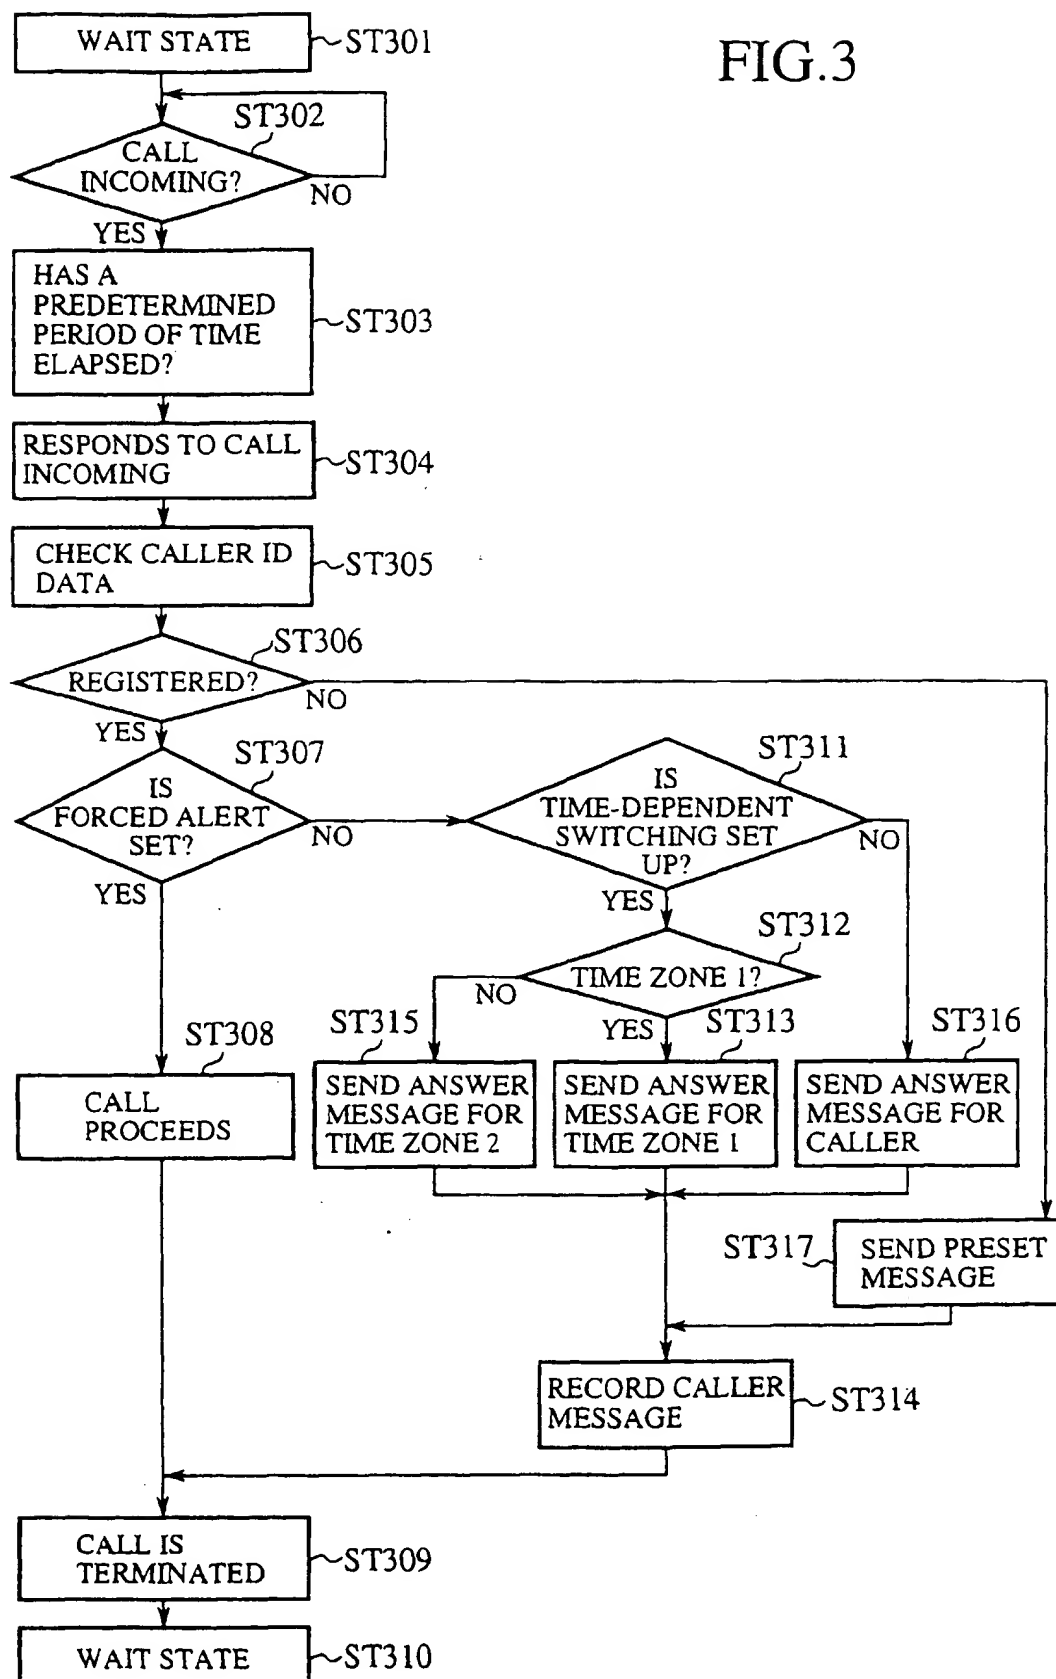 FIG.3
WAIT STATE
ST301
ST302
CALL
INCOMING?
NO
YES
HAS A
PREDETERMINED
PERIOD OF TIME
ELAPSED?
ST303
RESPONDS TO CALL
INCOMING
ST304
CHECK CALLER ID
DATA
ST305
ST306
REGISTERED?
NO
YES
ST307
IS
FORCED ALERT
SET?
NO
YES
ST311
IS
TIME-DEPENDENT
SWITCHING SET
UP?
NO
YES
ST312
TIME ZONE 1?
NO
YES
ST308
CALL
PROCEEDS
ST315
SEND ANSWER
MESSAGE FOR
TIME ZONE 2
ST313
SEND ANSWER
MESSAGE FOR
TIME ZONE 1
ST316
SEND ANSWER
MESSAGE FOR
CALLER
ST317
SEND PRESET
MESSAGE
RECORD CALLER
MESSAGE
ST314
CALL IS
TERMINATED
ST309
WAIT STATE
ST310